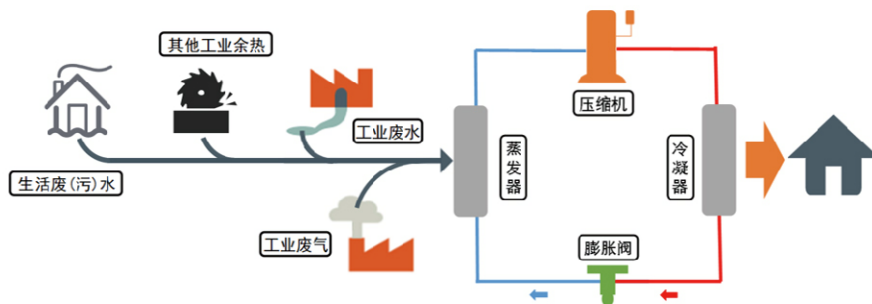 其他工业余热
压缩机
工业废水
生活废(污)水
蒸发器
冷凝器
工业废气
膨胀阀